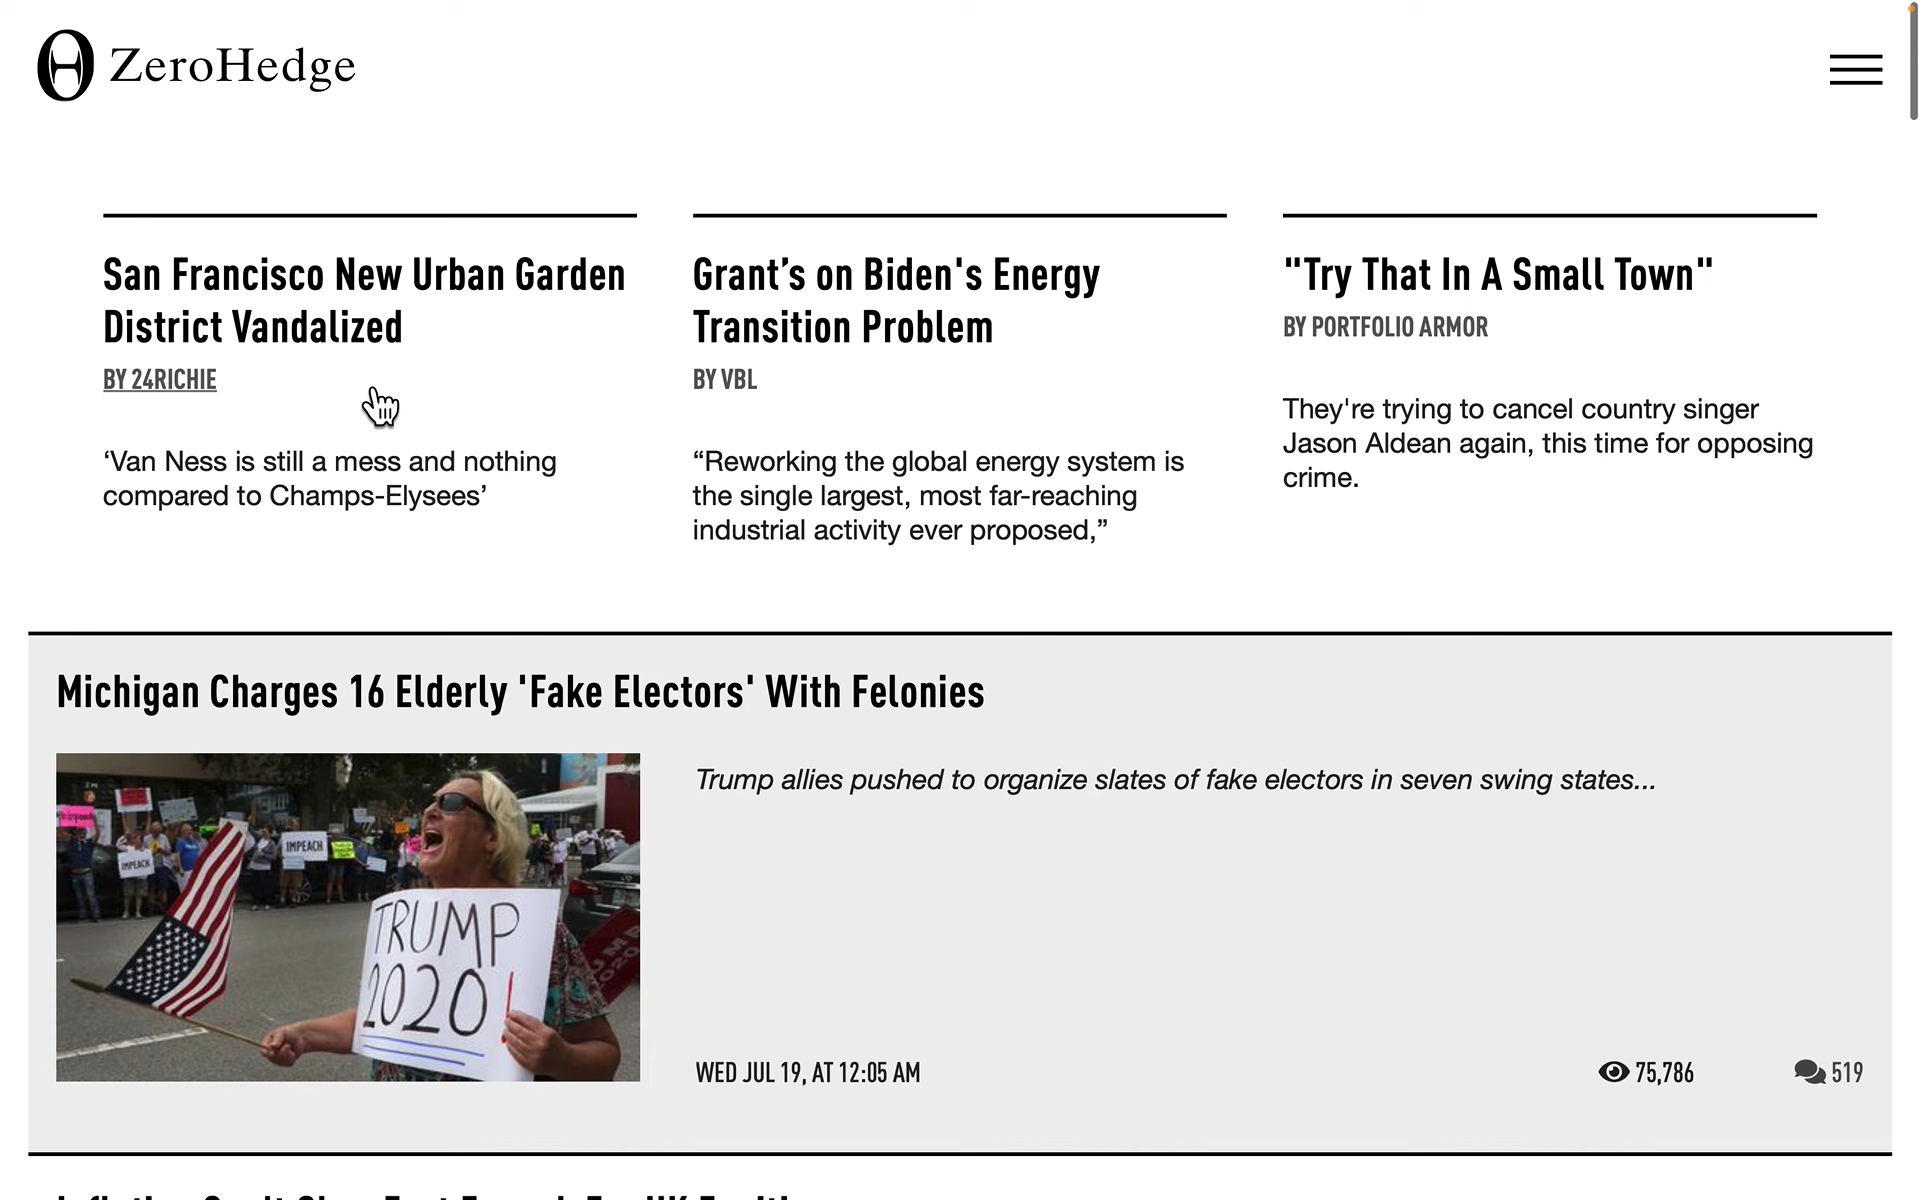 ZeroHedge
San Francisco New Urban Garden
District Vandalized
BY 24RICHIE
‘Van Ness is still a mess and nothing
compared to Champs-Elysees’
Grant’s on Biden's Energy
Transition Problem
BY VBL
“Reworking the global energy system is
the single largest, most far-reaching
industrial activity ever proposed,”
"Try That In A Small Town"
BY PORTFOLIO ARMOR
They're trying to cancel country singer
Jason Aldean again, this time for opposing
crime.
Michigan Charges 16 Elderly 'Fake Electors' With Felonies
IMPEACH
IMPEACH
TRUMP
2020!
Trump allies pushed to organize slates of fake electors in seven swing states...
WED JUL 19, AT 12:05 AM
75,786
519